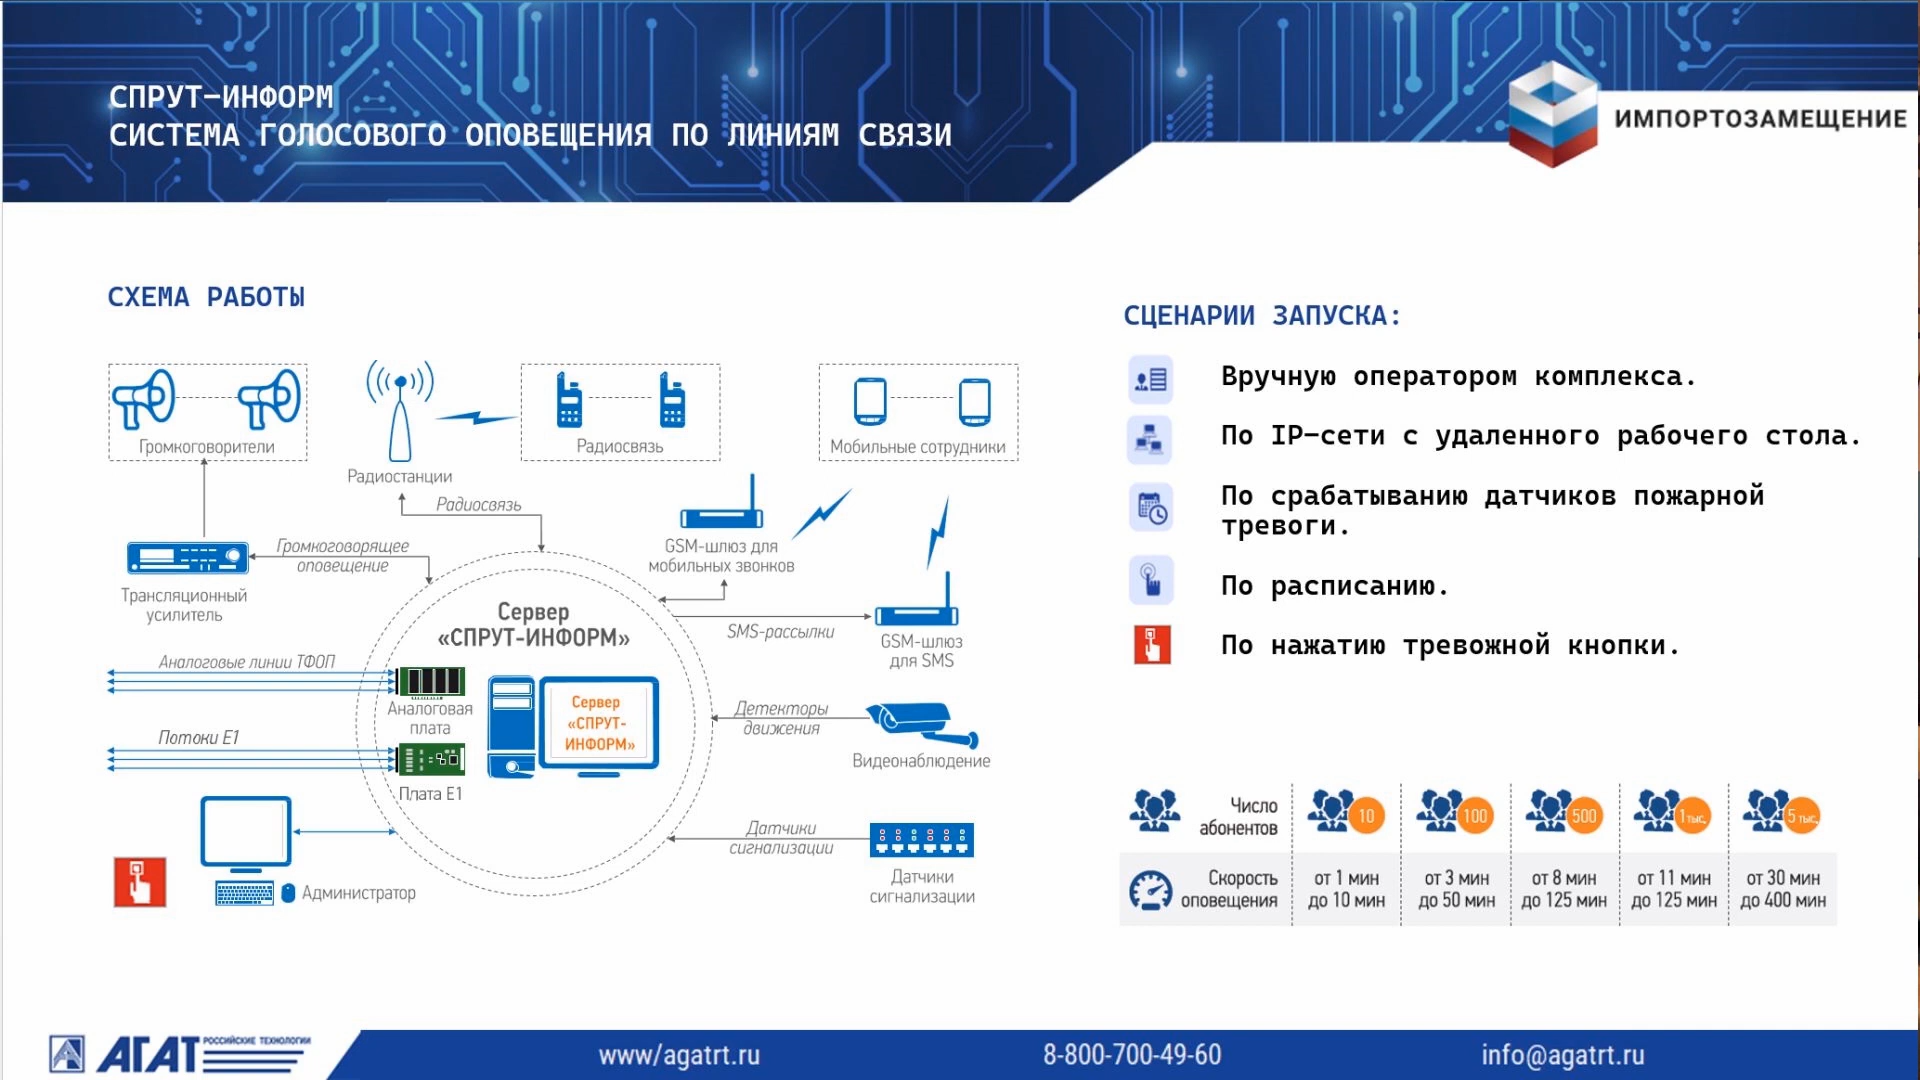 СПРУТ-ИНФОРМ
СИСТЕМА ГОЛОСОВОГО ОПОВЕЩЕНИЯ ПО ЛИНИЯМ СВЯЗИ
ИМПОРТОЗАМЕЩЕНИЕ
СХЕМА РАБОТЫ
Громкоговорители
Радиостанции
Радиосвязь
Мобильные сотрудники
Радиосвязь
Громкоговорящее
оповещение
Трансляционный
усилитель
GSM-шлюз для
мобильных звонков
SMS-рассылки
GSM-шлюз
для SMS
Сервер
«СПРУТ-ИНФОРМ»
Аналоговые линии ТФОП
Аналоговая
плата
Сервер
«СПРУТ-
ИНФОРМ»
Потоки E1
Плата E1
Детекторы
движения
Видеонаблюдение
Администратор
Датчики
сигнализации
Датчики
сигнализации
СЦЕНАРИИ ЗАПУСКА:
Вручную оператором комплекса.
По IP-сети с удаленного рабочего стола.
По срабатыванию датчиков пожарной
тревоги.
По расписанию.
По нажатию тревожной кнопки.
Число
абонентов
10
100
500
1 тыс.
5 тыс.
Скорость
оповещения
от 1 мин
до 10 мин
от 3 мин
до 50 мин
от 8 мин
до 125 мин
от 11 мин
до 125 мин
от 30 мин
до 400 мин
АГАТ
РОССИЙСКИЕ ТЕХНОЛОГИИ
www/agatrt.ru
8-800-700-49-60
info@agatrt.ru